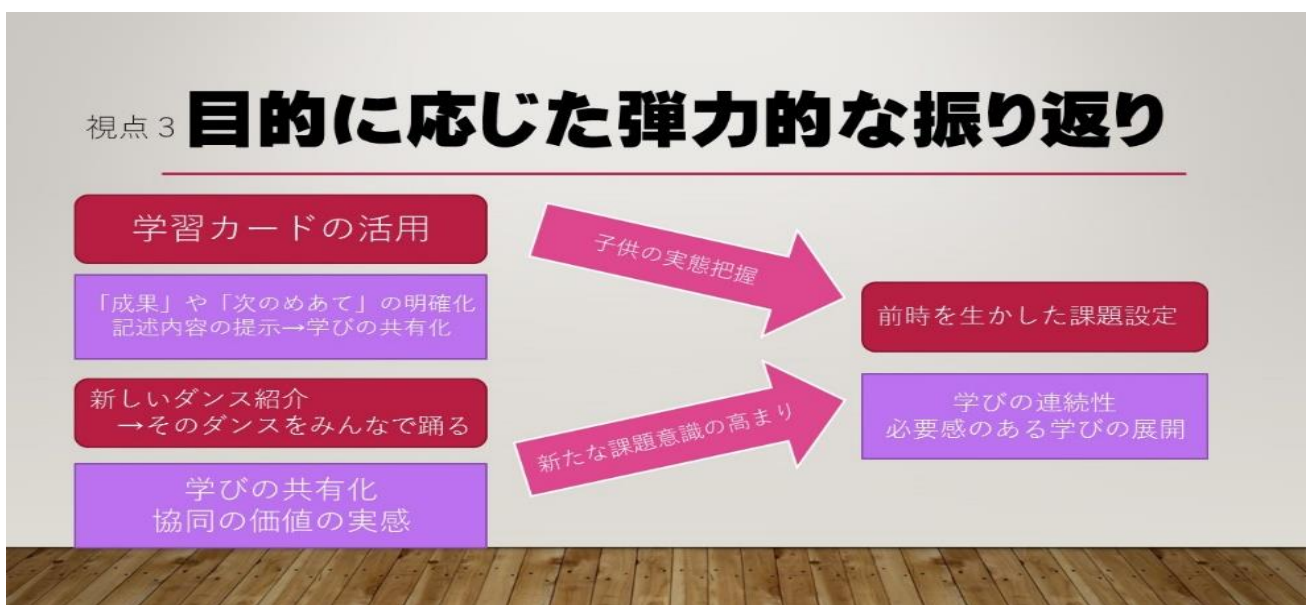 視点3 目的に応じた弾力的な振り返り
学習カードの活用
「成果」や「次のめあて」の明確化
記述内容の提示→学びの共有化
新しいダンス紹介
→そのダンスをみんなで踊る
学びの共有化
協同の価値の実感
子供の実態把握
新たな課題意識の高まり
前時を生かした課題設定
学びの連続性
必要感のある学びの展開